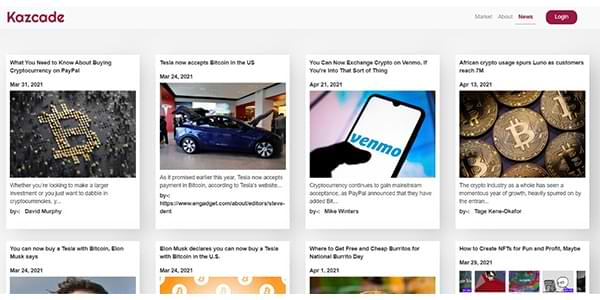 Kazcade
Market About News Login
What You Need to Know About Buying
Cryptocurrency on PayPal
Mar 31, 2021
Whether you're looking to make a larger
investment or you just want to dabble in
cryptocurrencies, y...
by-: David Murphy
Tesla now accepts Bitcoin in the US
Mar 24, 2021
As it promised earlier this year, Tesla now accepts
payment in Bitcoin, according to Tesla's website...
by-:
https://www.engadget.com/about/editors/steve-
dent
You Can Now Exchange Crypto on Venmo, If
You're Into That Sort of Thing
Apr 21, 2021
venmo
Cryptocurrency continues to gain mainstream
acceptance, as PayPal announced that they have
added Bit...
by-: Mike Winters
African crypto usage spurs Luno as customers
reach 7M
Apr 13, 2021
The crypto industry as a whole has seen a
momentous year of growth, heavily spurred on by
the entran...
by-: Tage Kene-Okafor
You can now buy a Tesla with Bitcoin, Elon
Musk says
Mar 24, 2021
Elon Musk declares you can now buy a Tesla
with Bitcoin in the U.S.
Mar 24, 2021
Where to Get Free and Cheap Burritos for
National Burrito Day
Apr 1, 2021
How to Create NFTs for Fun and Profit, Maybe
Mar 29, 2021